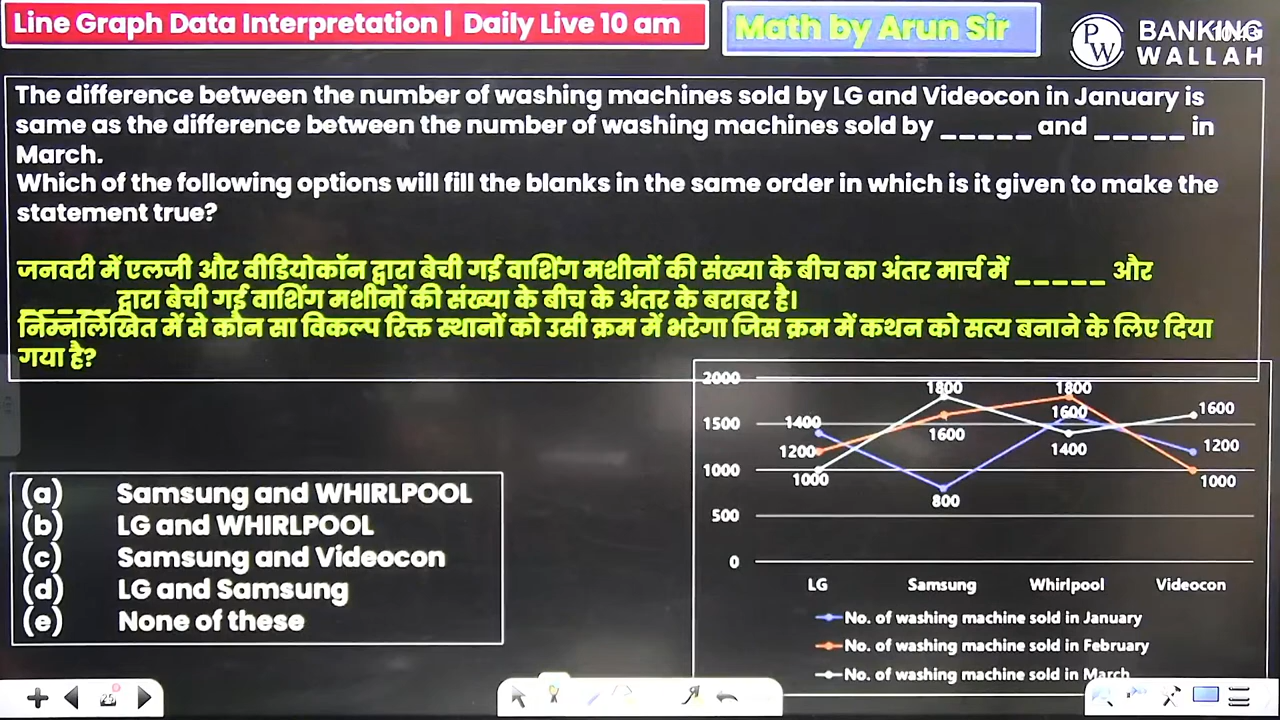 Line Graph Data Interpretation | Daily Live 10 am
Math by Arun Sir
PW
BANKING
WALLAH
The difference between the number of washing machines sold by LG and Videocon in January is
same as the difference between the number of washing machines sold by _____ and _____ in
March.
Which of the following options will fill the blanks in the same order in which is it given to make the
statement true?
जनवरी में एलजी और वीडियोकॉन द्वारा बेची गई वाशिंग मशीनों की संख्या के बीच का अंतर मार्च में _____ और
_____ द्वारा बेची गई वाशिंग मशीनों की संख्या के बीच के अंतर के बराबर है।
निम्नलिखित में से कौन सा विकल्प रिक्त स्थानों को उसी क्रम में भरेगा जिस क्रम में कथन को सत्य बनाने के लिए दिया
गया है?
(a) Samsung and WHIRLPOOL
(b) LG and WHIRLPOOL
(c) Samsung and Videocon
(d) LG and Samsung
(e) None of these
2000
1800 1800
1600
1600
1400
1500
1600
1200
1200
1400
1000
1000
1000
800
500
0
LG Samsung Whirlpool Videocon
No. of washing machine sold in January
No. of washing machine sold in February
No. of washing machine sold in March